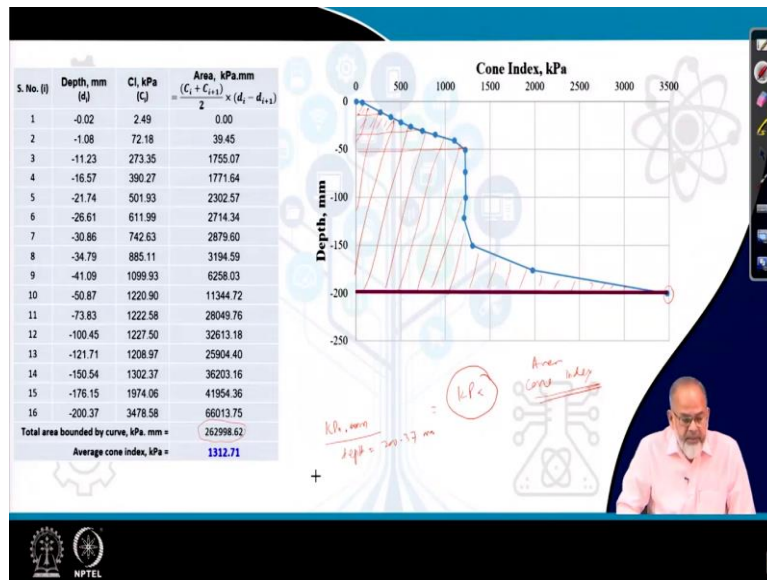 S. No. (i) Depth, mm (dᵢ) CI, kPa (Cᵢ) Area, kPa.mm = (Cᵢ + Cᵢ₊₁)/2 × (dᵢ − dᵢ₊₁)
1 -0.02 2.49 0.00
2 -1.08 72.18 39.45
3 -11.23 273.35 1755.07
4 -16.57 390.27 1771.64
5 -21.74 501.93 2302.57
6 -26.61 611.99 2714.34
7 -30.86 742.63 2879.60
8 -34.79 885.11 3194.59
9 -41.09 1099.93 6258.03
10 -50.87 1220.90 11344.72
11 -73.83 1222.58 28049.76
12 -100.45 1227.50 32613.18
13 -121.71 1208.97 25904.40
14 -150.54 1302.37 36203.16
15 -176.15 1974.06 41954.36
16 -200.37 3478.58 66013.75
Total area bounded by curve, kPa. mm = 262998.62
Average cone index, kPa = 1312.71
Cone Index, kPa
0 500 1000 1500 2000 2500 3000 3500
0
-50
-100
-150
-200
-250
Depth, mm
kPa.mm
depth = 200.37 mm
= kPa
Area
cone index
NPTEL